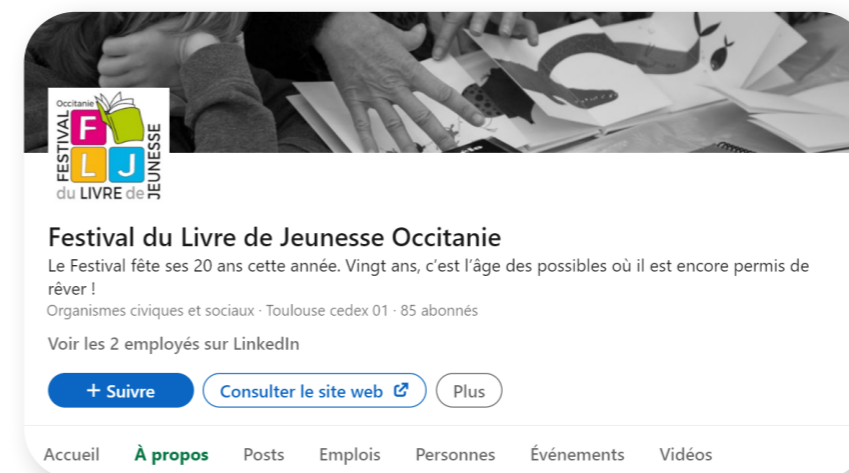 Occitanie
FESTIVAL
F
L J
du LIVRE de
JEUNESSE
Festival du Livre de Jeunesse Occitanie
Le Festival fête ses 20 ans cette année. Vingt ans, c’est l’âge des possibles où il est encore permis de
rêver !
Organismes civiques et sociaux · Toulouse cedex 01 · 85 abonnés
Voir les 2 employés sur LinkedIn
+ Suivre Consulter le site web Plus
Accueil À propos Posts Emplois Personnes Événements Vidéos